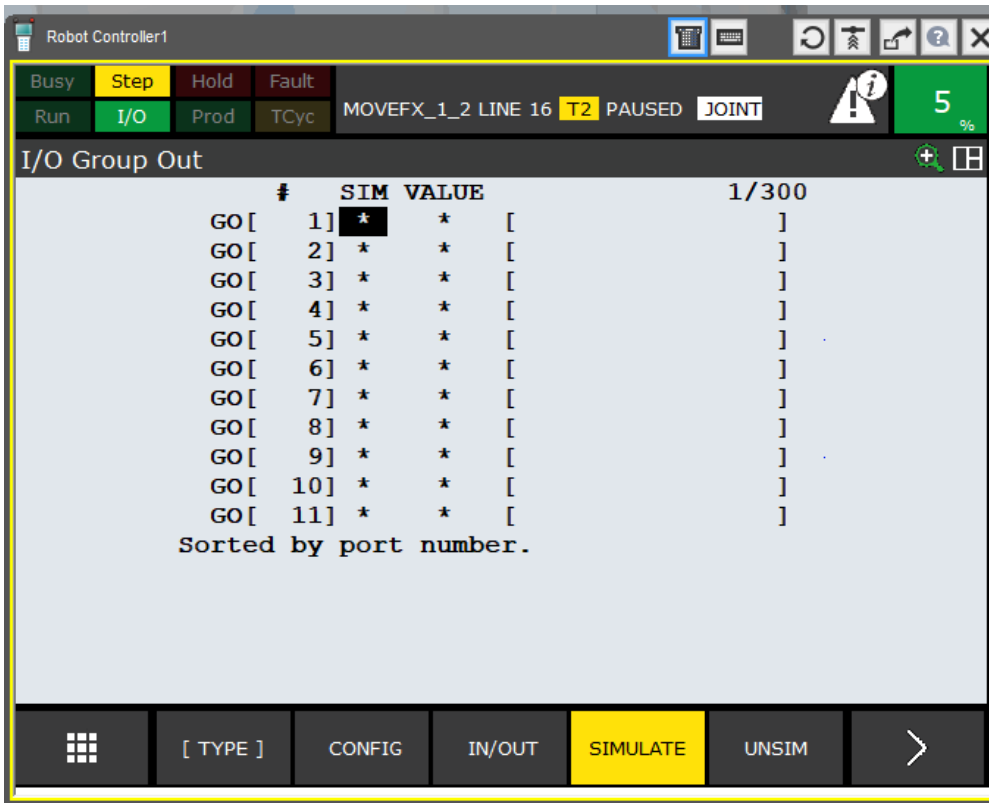 Robot Controller1
Busy Step Hold Fault
Run I/O Prod TCyc MOVEFX_1_2 LINE 16 T2 PAUSED JOINT 5 %
I/O Group Out
# SIM VALUE 1/300
GO[ 1] * * [ ]
GO[ 2] * * [ ]
GO[ 3] * * [ ]
GO[ 4] * * [ ]
GO[ 5] * * [ ]
GO[ 6] * * [ ]
GO[ 7] * * [ ]
GO[ 8] * * [ ]
GO[ 9] * * [ ]
GO[ 10] * * [ ]
GO[ 11] * * [ ]
Sorted by port number.
[ TYPE ] CONFIG IN/OUT SIMULATE UNSIM